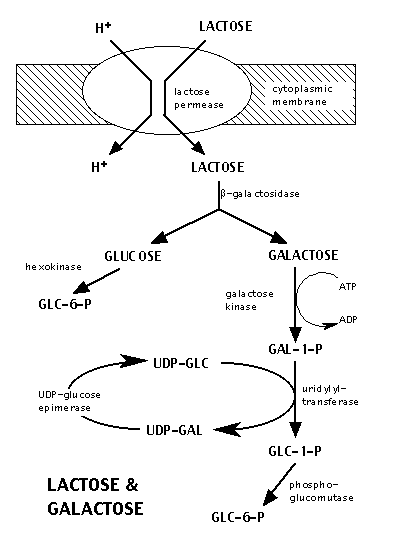 H+ LACTOSE
lactose
permease
cytoplasmic
membrane
H+ LACTOSE
β-galactosidase
GLUCOSE GALACTOSE
hexokinase
GLC-6-P
galactose
kinase
ATP
ADP
GAL-1-P
UDP-GLC
UDP-glucose
epimerase
uridylyl-
transferase
UDP-GAL
GLC-1-P
LACTOSE &
GALACTOSE
phospho-
glucomutase
GLC-6-P